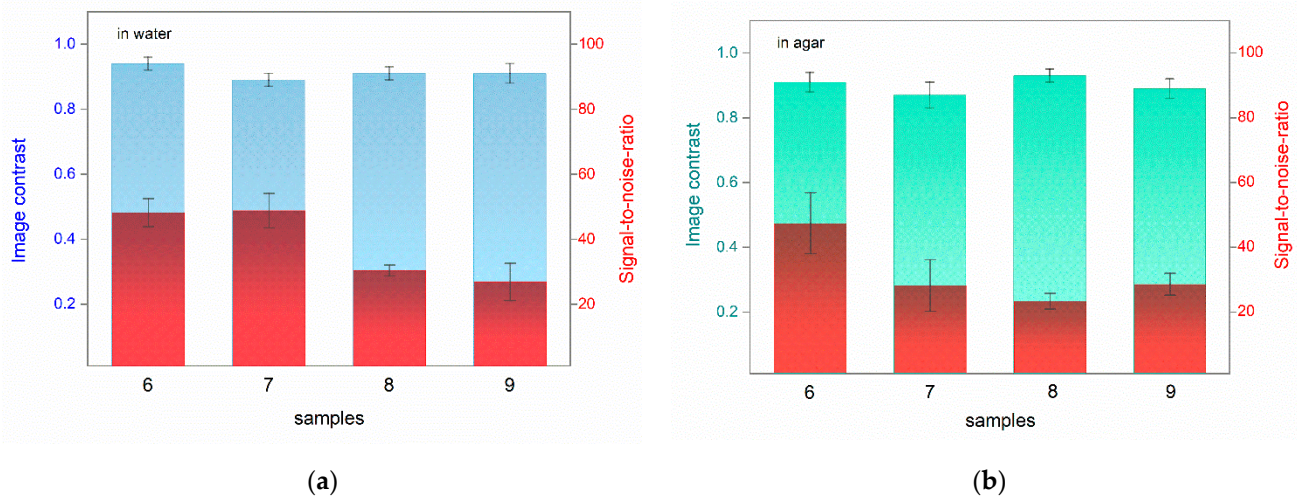 in water
1.0
0.8
0.6
0.4
0.2
Image contrast
100
80
60
40
20
Signal-to-noise-ratio
6 7 8 9
samples
(a)
in agar
1.0
0.8
0.6
0.4
0.2
Image contrast
100
80
60
40
20
Signal-to-noise-ratio
6 7 8 9
samples
(b)